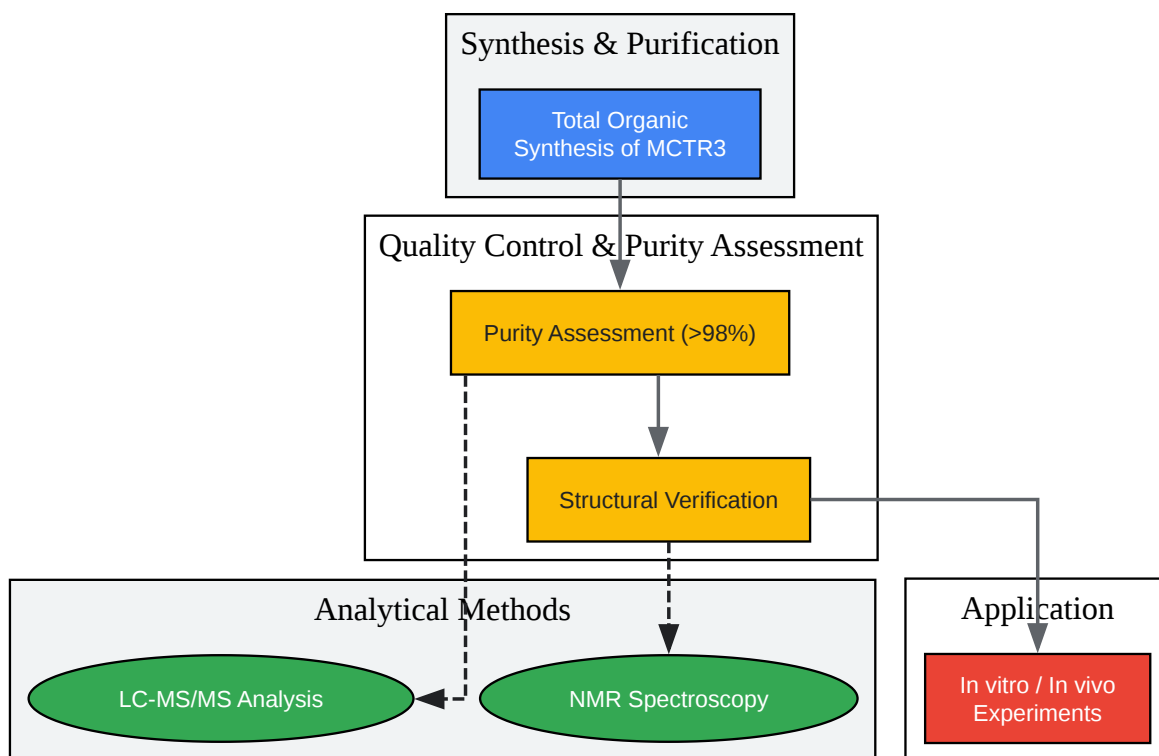 Synthesis & Purification
Total Organic
Synthesis of MCTR3
Quality Control & Purity Assessment
Purity Assessment (>98%)
Structural Verification
Analytical Methods
Application
LC-MS/MS Analysis
NMR Spectroscopy
In vitro / In vivo
Experiments